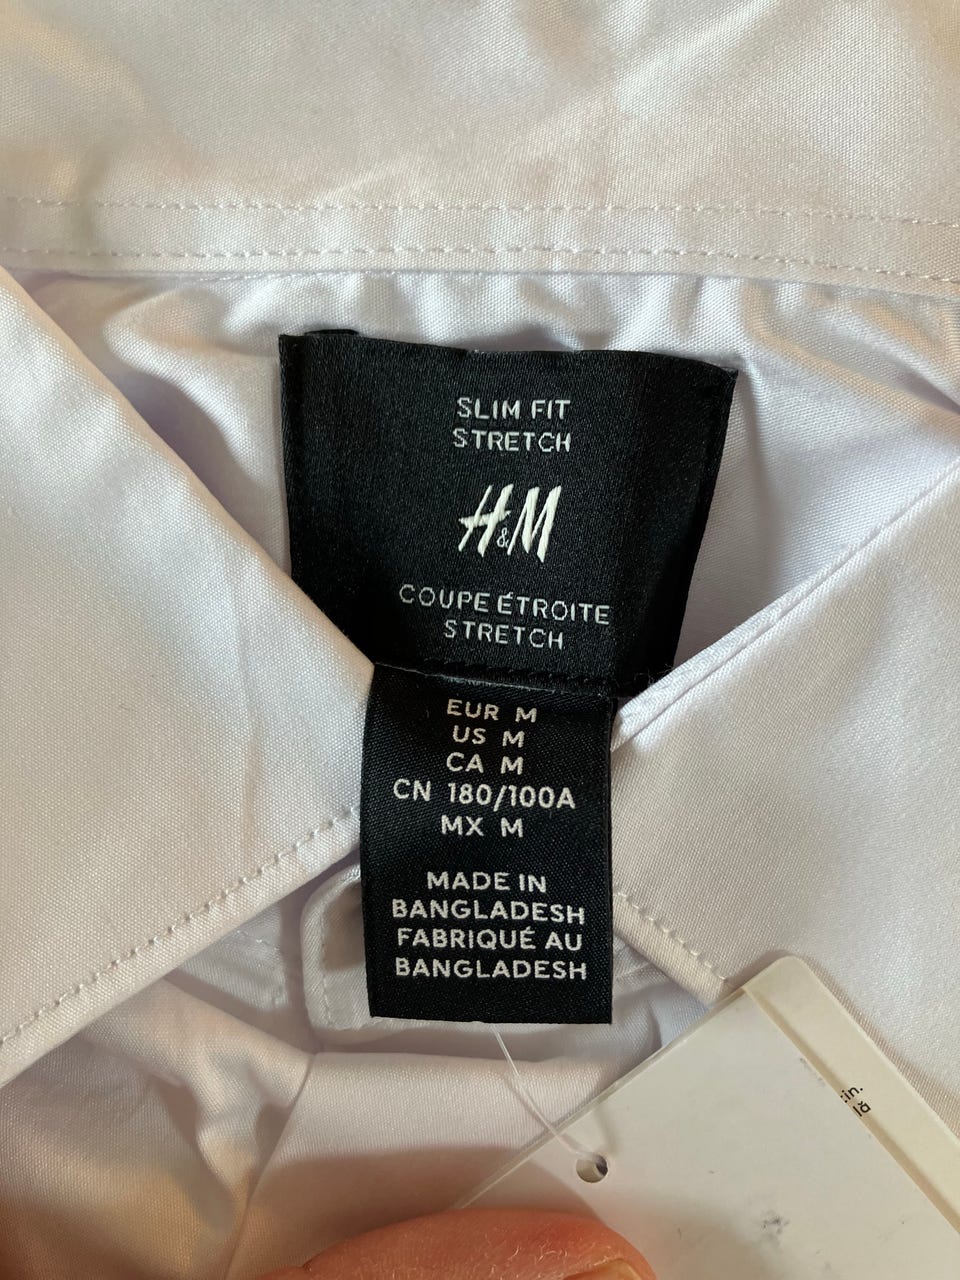 SLIM FIT
STRETCH
H&M
COUPE ÉTROITE
STRETCH
EUR M
US M
CA M
CN 180/100A
MX M
MADE IN
BANGLADESH
FABRIQUÉ AU
BANGLADESH